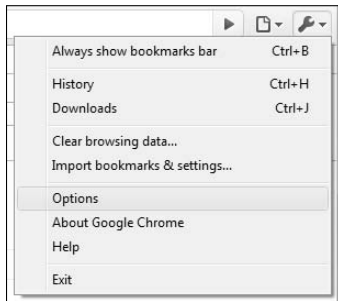 Always show bookmarks bar Ctrl+B
History Ctrl+H
Downloads Ctrl+J
Clear browsing data...
Import bookmarks & settings...
Options
About Google Chrome
Help
Exit